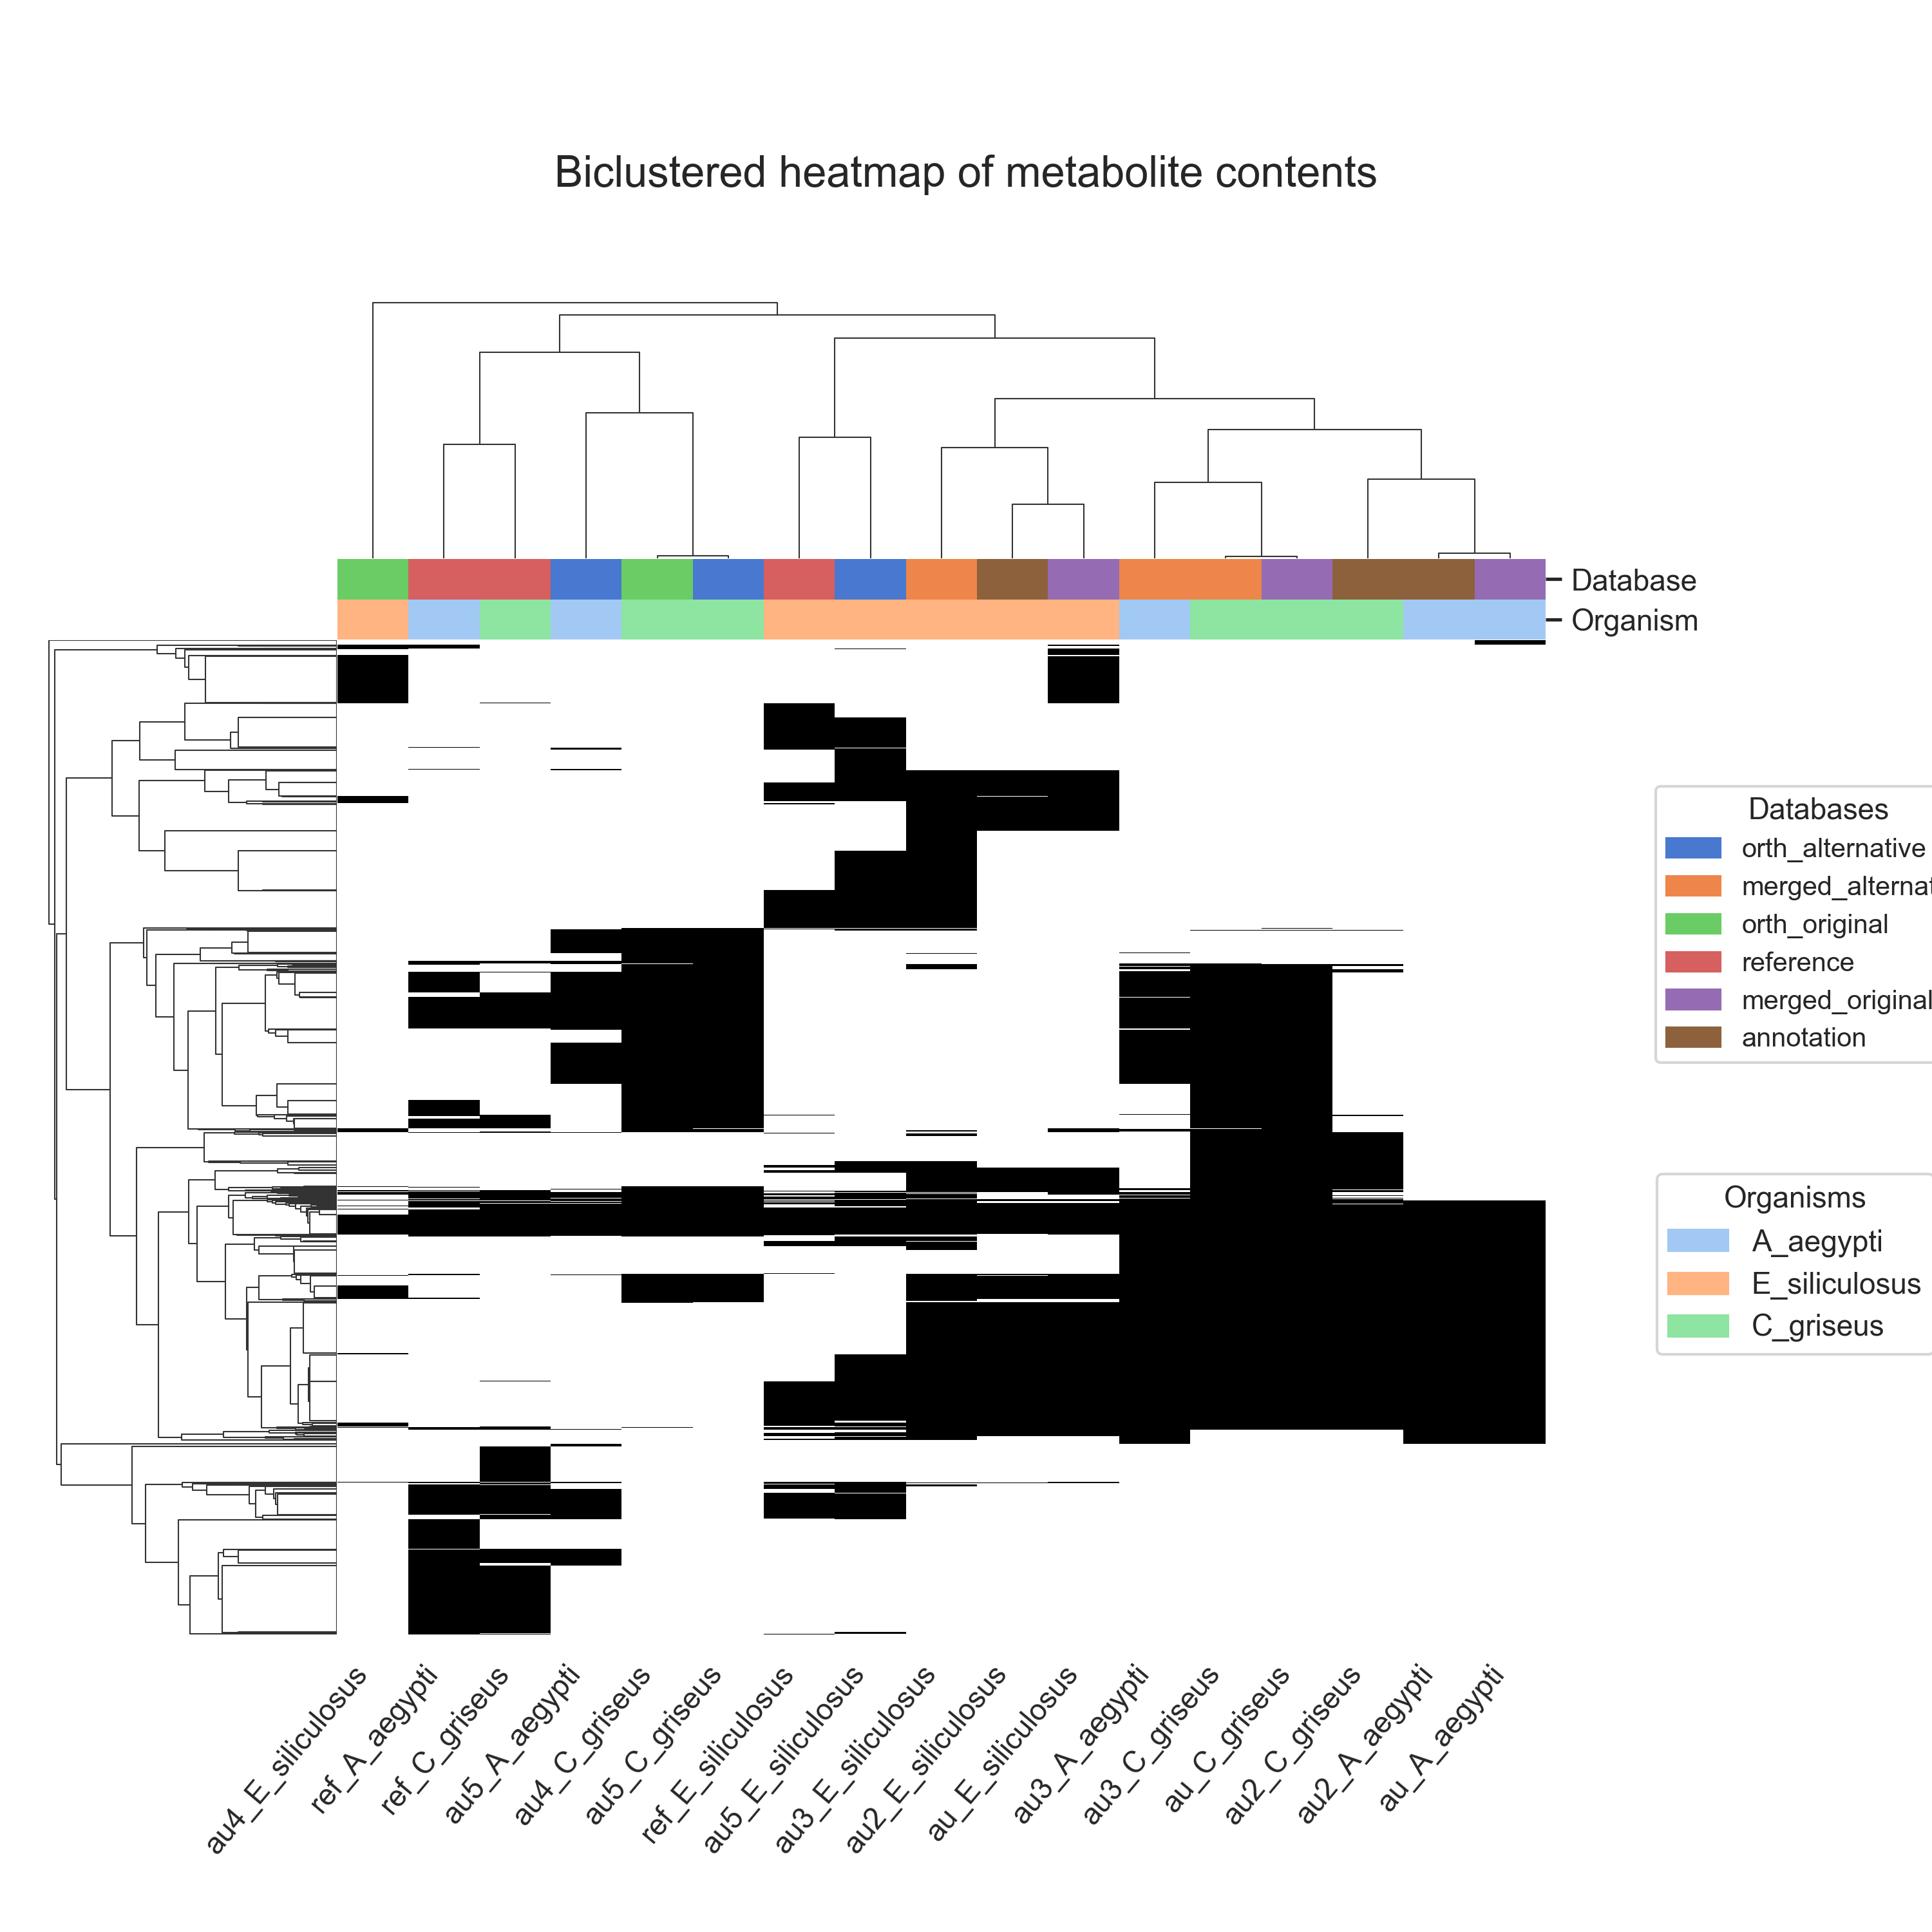 Biclustered heatmap of metabolite contents
Database
Organism
Databases
orth_alternative
merged_alternat
orth_original
reference
merged_original
annotation
Organisms
A_aegypti
E_siliculosus
C_griseus
au4_E_siliculosus
ref_A_aegypti
ref_C_griseus
au5_A_aegypti
au4_C_griseus
au5_C_griseus
ref_E_siliculosus
au5_E_siliculosus
au3_E_siliculosus
au2_E_siliculosus
au_E_siliculosus
au3_A_aegypti
au3_C_griseus
au_C_griseus
au2_C_griseus
au2_A_aegypti
au_A_aegypti